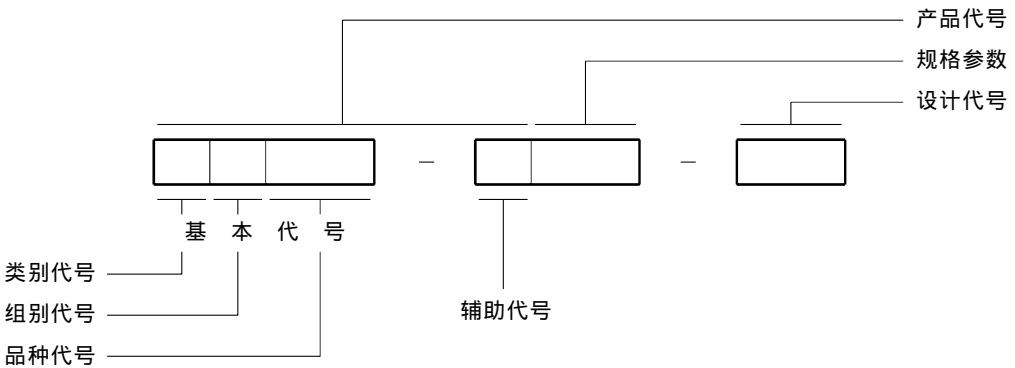 产品代号
规格参数
设计代号
— —
基 本 代 号
类别代号
组别代号
辅助代号
品种代号